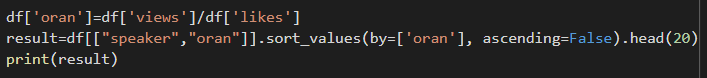 df['oran']=df['views']/df['likes']
result=df[["speaker","oran"]].sort_values(by=['oran'], ascending=False).head(20)
print(result)